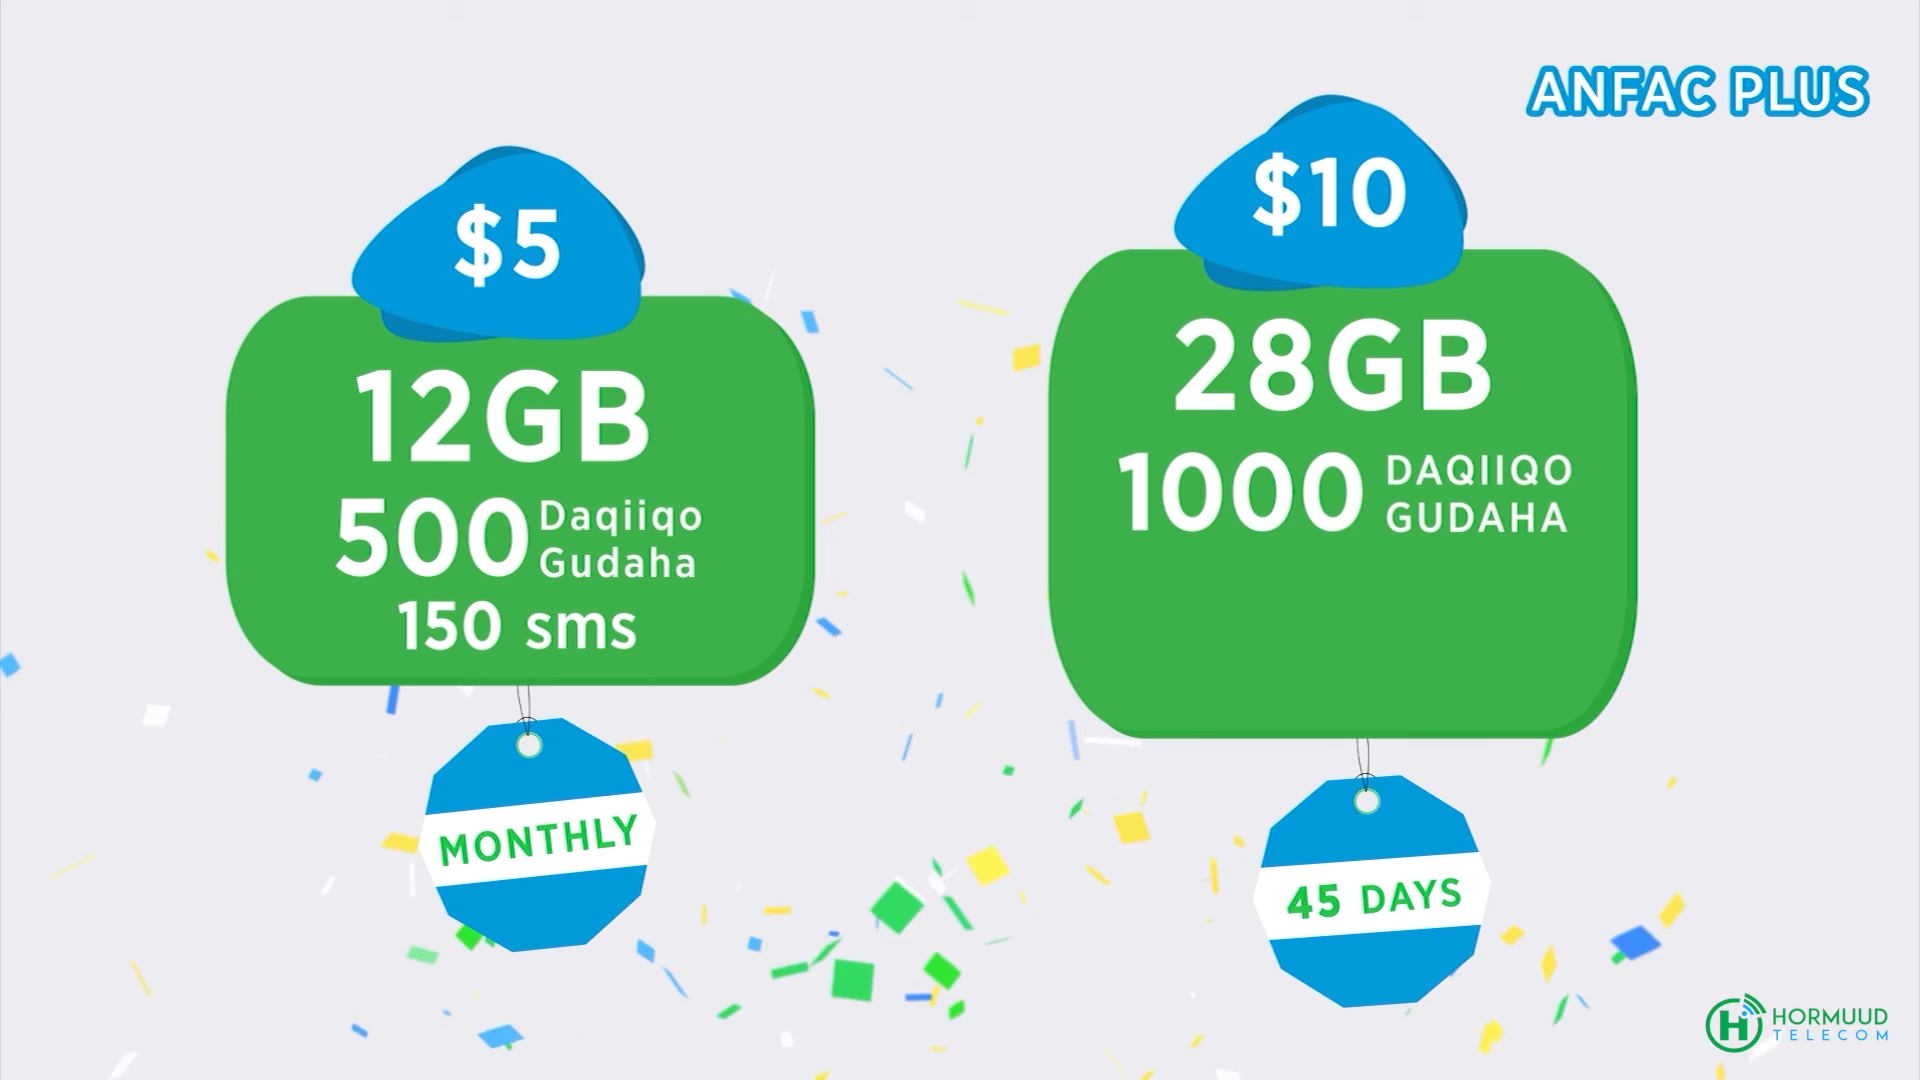 ANFAC PLUS
$5
12GB
500 Daqiiqo
Gudaha
150 sms
MONTHLY
$10
28GB
1000 DAQIIQO
GUDAHA
45 DAYS
HORMUUD
TELECOM